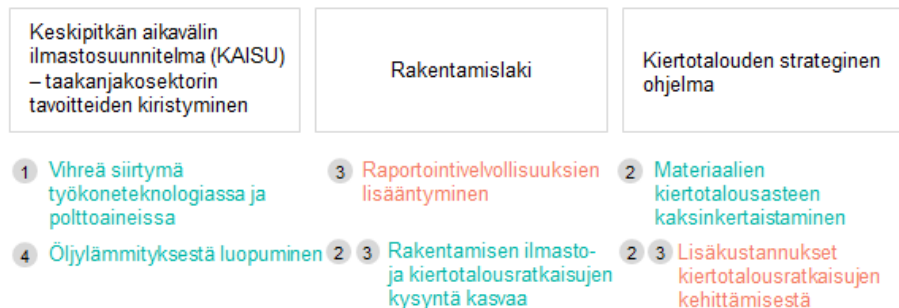 Keskipitkän aikavälin
ilmastosuunnitelma (KAISU)
– taakanjakosektorin
tavoitteiden kiristyminen
Rakentamislaki
Kiertotalouden strateginen
ohjelma
1 Vihreä siirtymä
työkoneteknologiassa ja
polttoaineissa
4 Öljylämmityksestä luopuminen
3 Raportointivelvollisuuksien
lisääntyminen
2 3 Rakentamisen ilmasto-
ja kiertotalousratkaisujen
kysyntä kasvaa
2 Materiaalien
kiertotalousasteen
kaksinkertaistaminen
2 3 Lisäkustannukset
kiertotalousratkaisujen
kehittämisestä